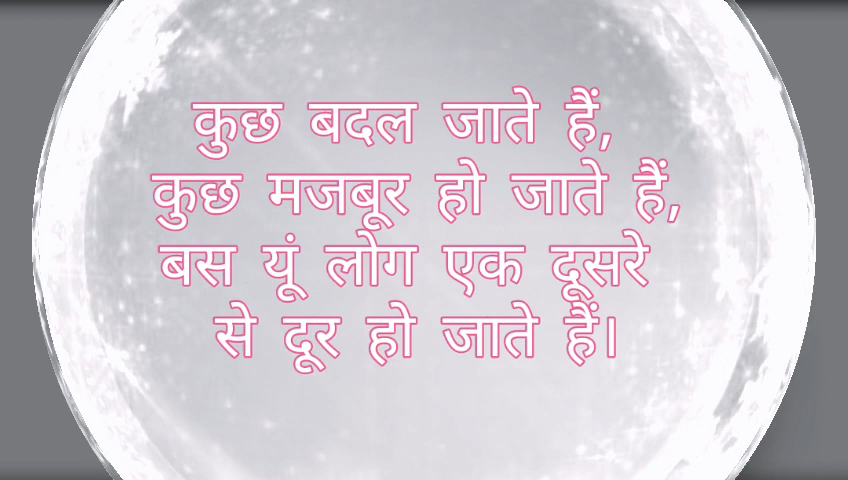 कुछ बदल जाते हैं,
कुछ मजबूर हो जाते हैं,
बस यूं लोग एक दूसरे
से दूर हो जाते हैं।